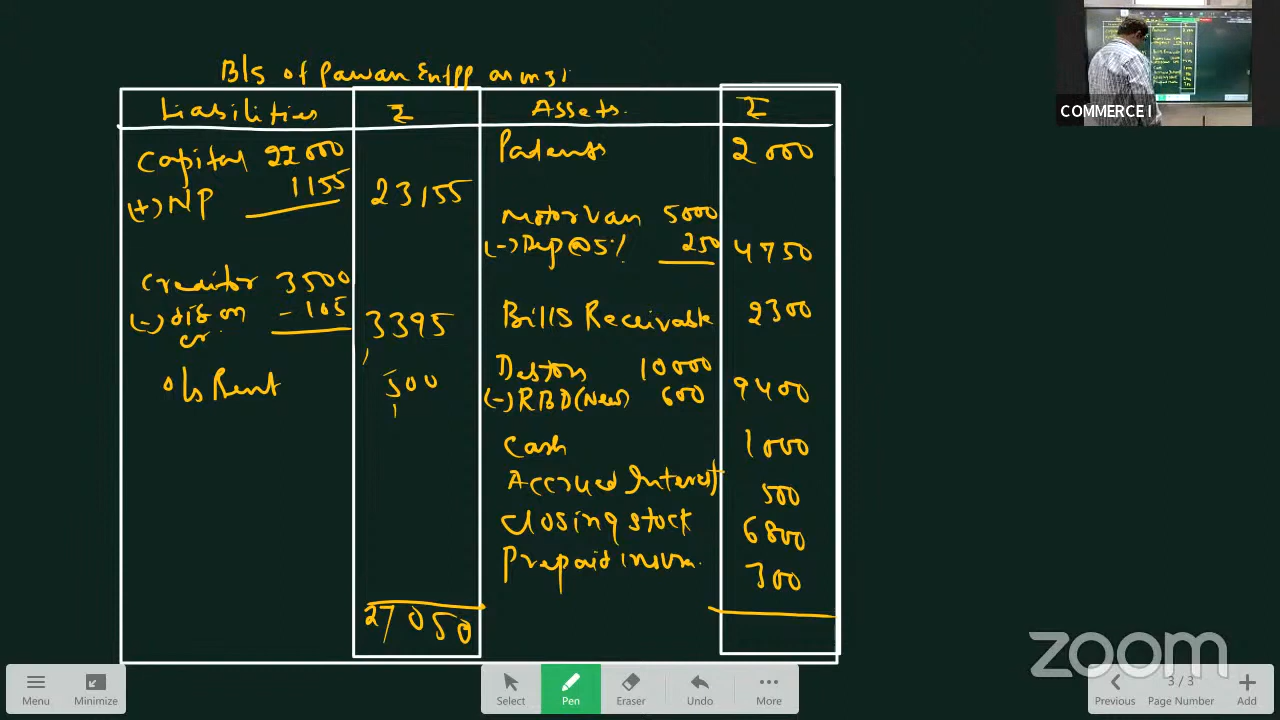 B/S of Pawan Entpp as on 31
Liabilities ₹ Assets. ₹
Capital 22000
(+) NP 1155 23155
Creditor 3500
(-) dis on cr - 105 3395
O/s Rent 500
27050
Patents 2000
Motor Van 5000
(-) Dep @ 5% 250 4750
Bills Receivable 2300
Debtors 10000
(-) RBD (New) 600 9400
Cash 1000
Accrued Interest 500
Closing stock 6800
Prepaid insura. 300
COMMERCE I
zoom
Menu Minimize Select Pen Eraser Undo More Previous 3 / 3 Page Number Add